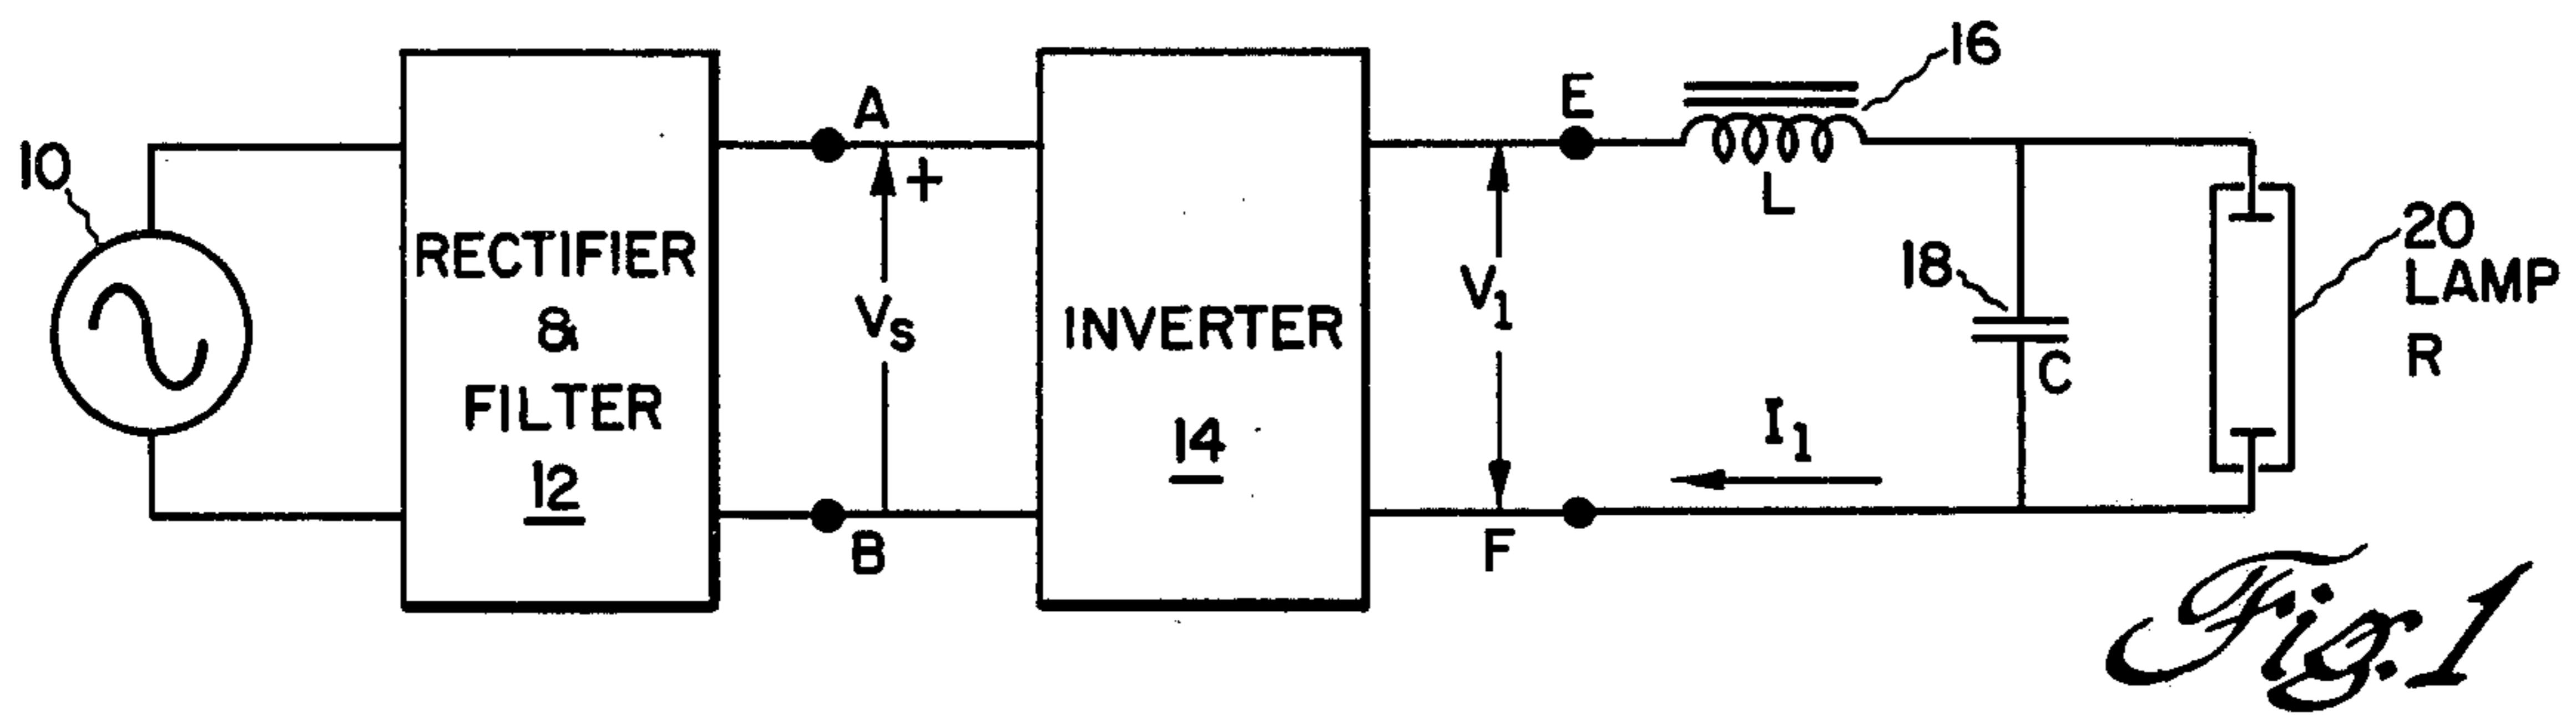 10
RECTIFIER
&
FILTER
12
A
+
Vs
B
INVERTER
14
E
V1
F
16
L
18
C
I1
20
LAMP
R
Fig. 1